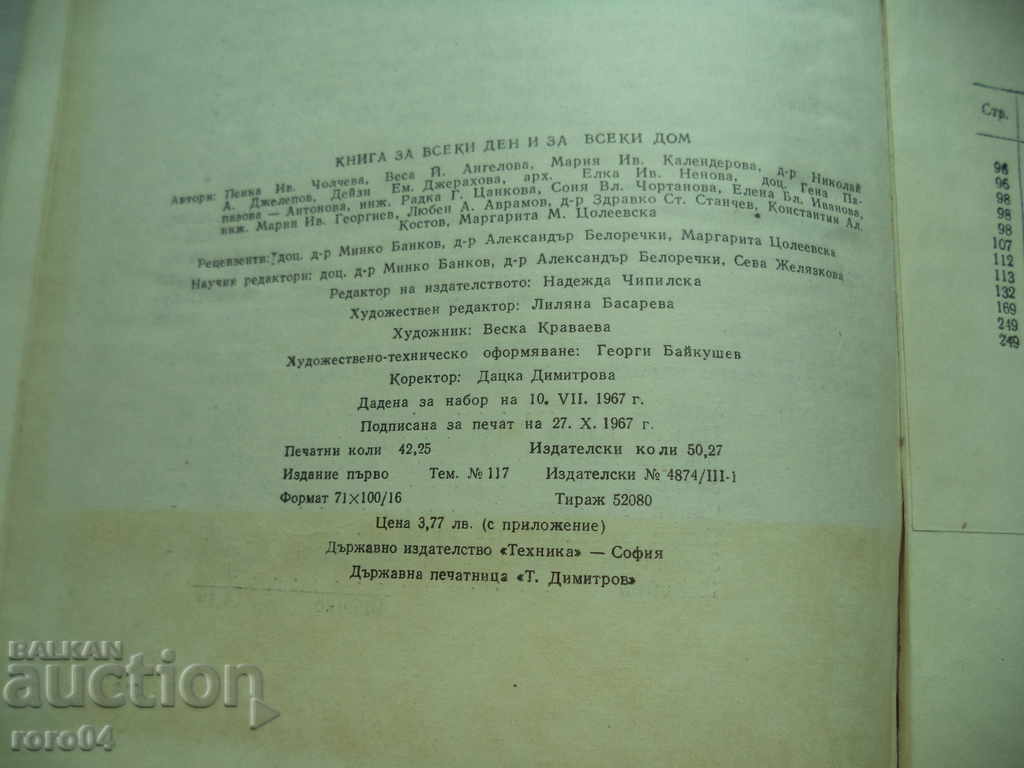 КНИГА ЗА ВСЕКИ ДЕН И ЗА ВСЕКИ ДОМ
Автори: Пенка Ив. Чолчева, Веса Й. Ангелова, Мария Ив. Календерова, д-р Николай
А. Джелепов, Дейзи Ем. Джерахова, арх. Елка Ив. Ненова, доц. Гена Па-
пазова — Антонова, инж. Радка Г. Цанкова, Соня Вл. Чортанова, Елена Бл. Иванова,
инж. Мария Ив. Георгиев, Любен А. Аврамов, д-р Здравко Ст. Станчев, Константин Ал.
Костов, Маргарита М. Цолеевска
Рецензенти: доц. д-р Минко Банков, д-р Александър Белоречки, Маргарита Цолеевска
Научни редактори: доц. д-р Минко Банков, д-р Александър Белоречки, Сева Желязкова
Редактор на издателството: Надежда Чипилска
Художествен редактор: Лиляна Басарева
Художник: Веска Краваева
Художествено-техническо оформяване: Георги Байкушев
Коректор: Дацка Димитрова
Дадена за набор на 10. VII. 1967 г.
Подписана за печат на 27. X. 1967 г.
Печатни коли 42,25 Издателски коли 50,27
Издание първо Тем. № 117 Издателски № 4874/III-1
Формат 71×100/16 Тираж 52080
Цена 3,77 лв. (с приложение)
Държавно издателство «Техника» — София
Държавна печатница «Т. Димитров»
Стр.
96
98
98
98
107
112
113
132
169
249
249
BALKAN
auction
roro04